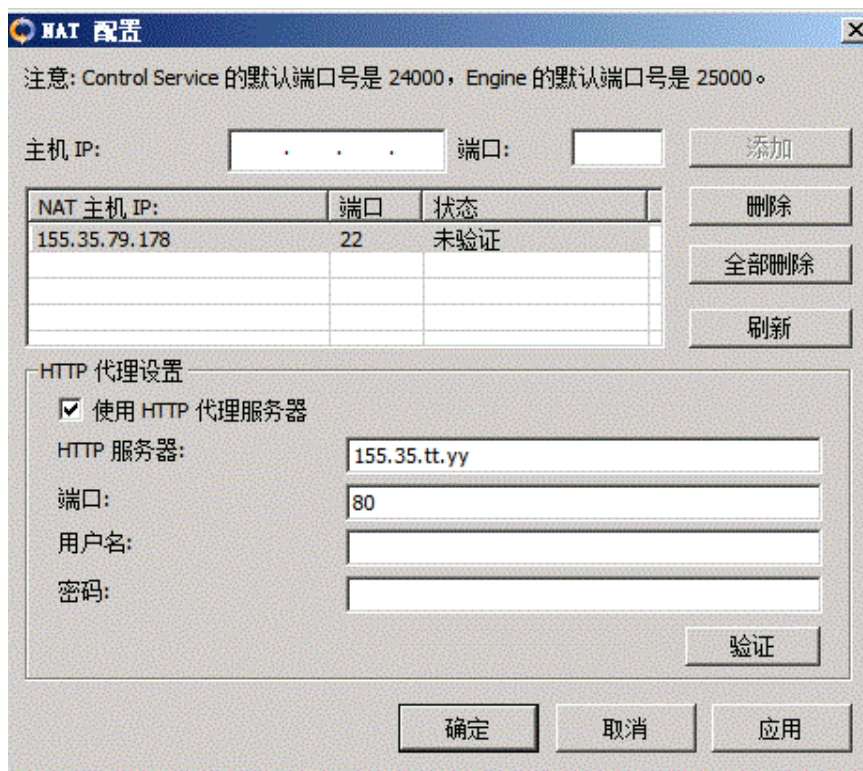 NAT 配置
注意: Control Service 的默认端口号是 24000，Engine 的默认端口号是 25000。
主机 IP: . . . 端口: 添加
NAT 主机 IP: 端口 状态 删除
155.35.79.178 22 未验证
全部删除
刷新
HTTP 代理设置
使用 HTTP 代理服务器
HTTP 服务器: 155.35.tt.yy
端口: 80
用户名:
密码:
验证
确定 取消 应用